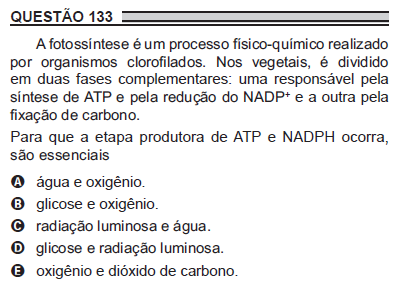 QUESTÃO 133
A fotossíntese é um processo físico-químico realizado
por organismos clorofilados. Nos vegetais, é dividido
em duas fases complementares: uma responsável pela
síntese de ATP e pela redução do NADP⁺ e a outra pela
fixação de carbono.
Para que a etapa produtora de ATP e NADPH ocorra,
são essenciais
A água e oxigênio.
B glicose e oxigênio.
C radiação luminosa e água.
D glicose e radiação luminosa.
E oxigênio e dióxido de carbono.